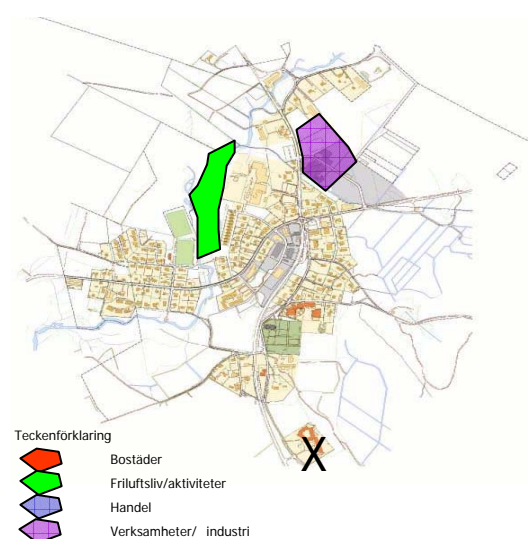 X
Teckenförklaring
Bostäder
Friluftsliv/aktiviteter
Handel
Verksamheter/ industri